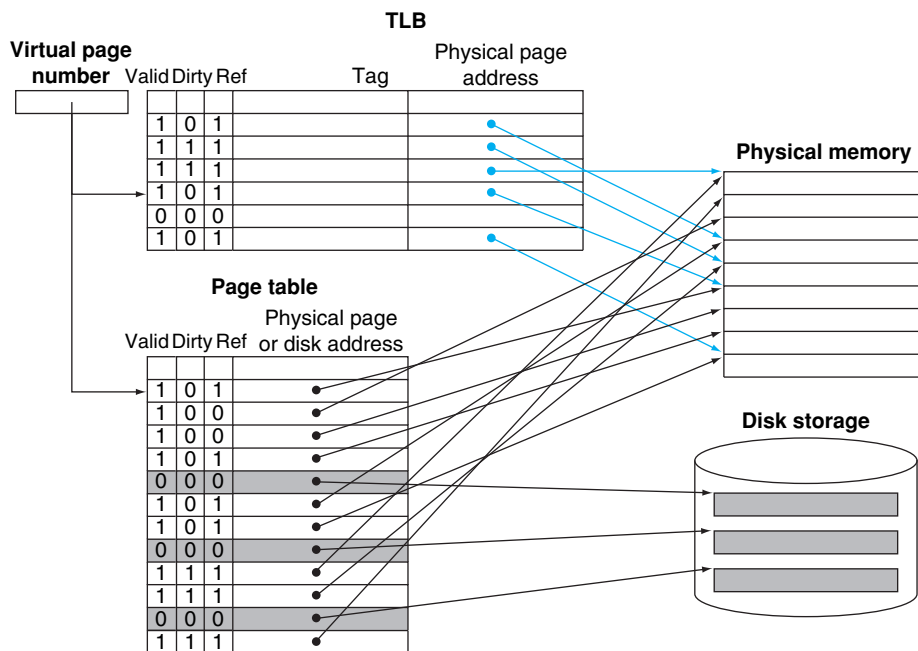 TLB
Virtual page
number
Valid Dirty Ref
Tag
Physical page
address
1 0 1
1 1 1
1 1 1
1 0 1
0 0 0
1 0 1
Physical memory
Page table
Valid Dirty Ref
Physical page
or disk address
1 0 1
1 0 0
1 0 0
1 0 1
0 0 0
1 0 1
1 0 1
0 0 0
1 1 1
1 1 1
0 0 0
1 1 1
Disk storage